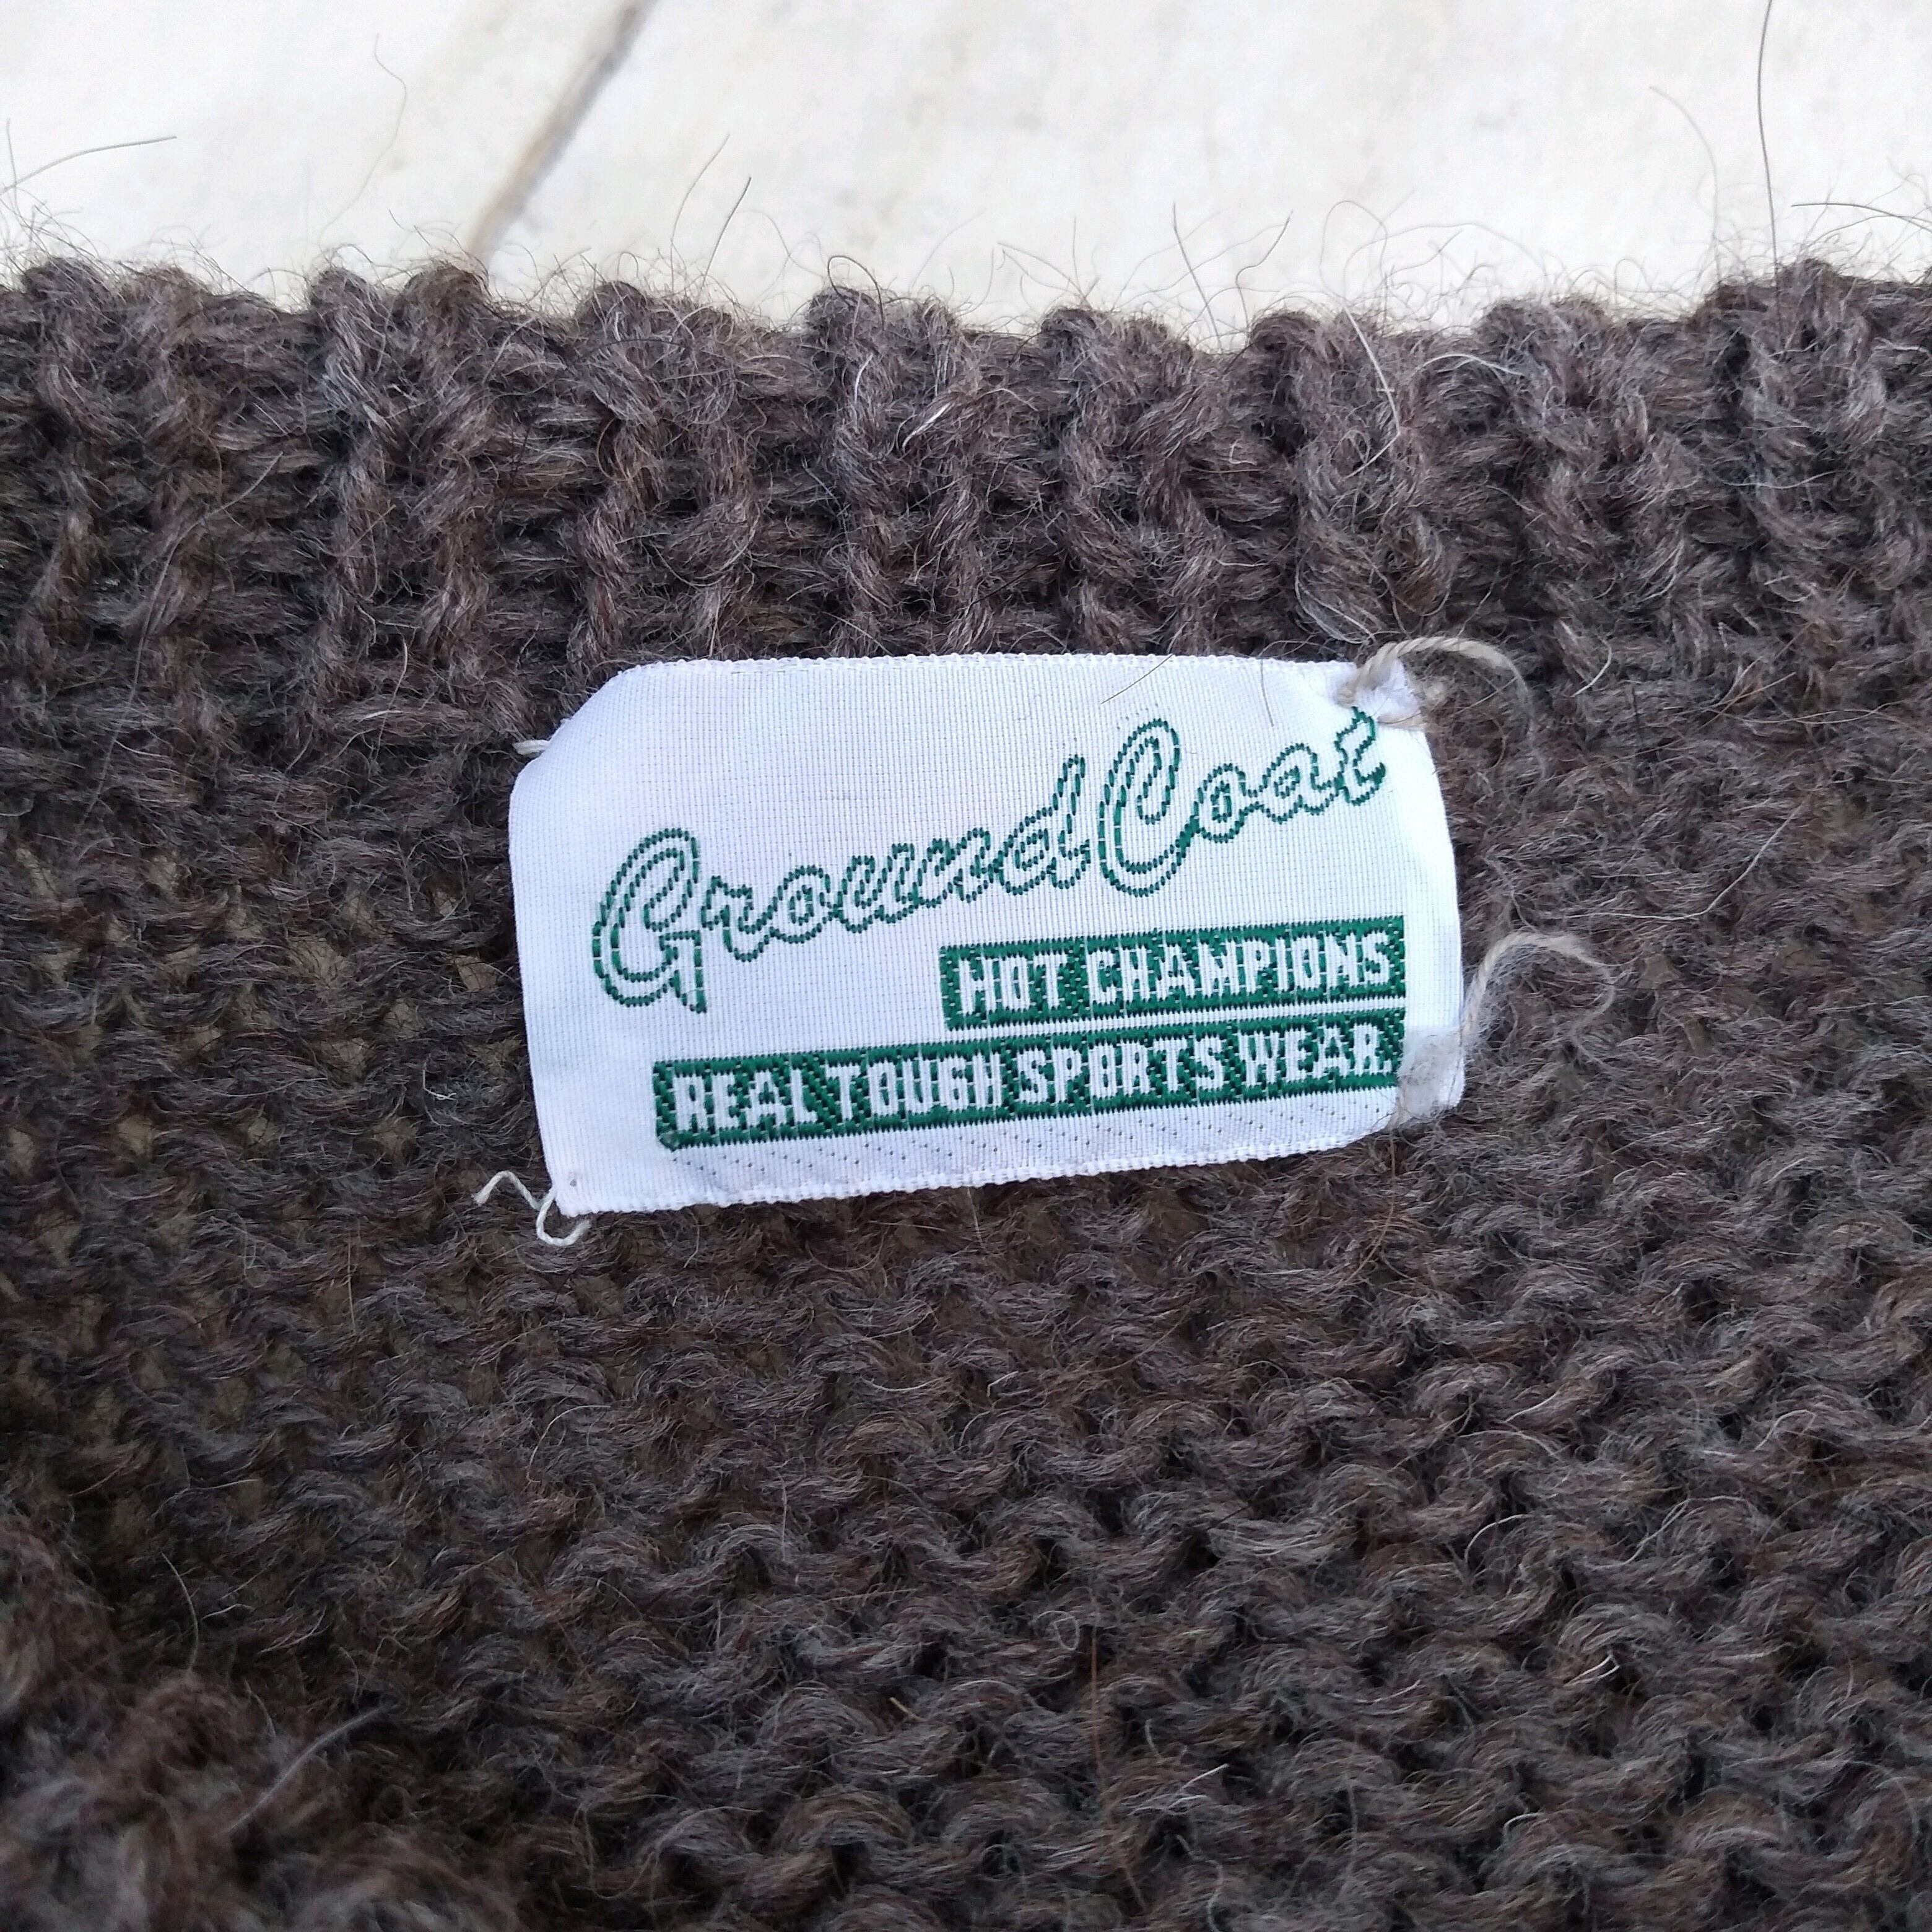 Ground Coat
HOT CHAMPIONS
REAL TOUGH SPORTS WEAR